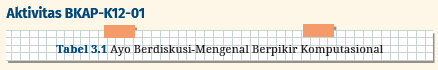 Aktivitas BKAP-K12-01
Tabel 3.1 Ayo Berdiskusi-Mengenal Berpikir Komputasional